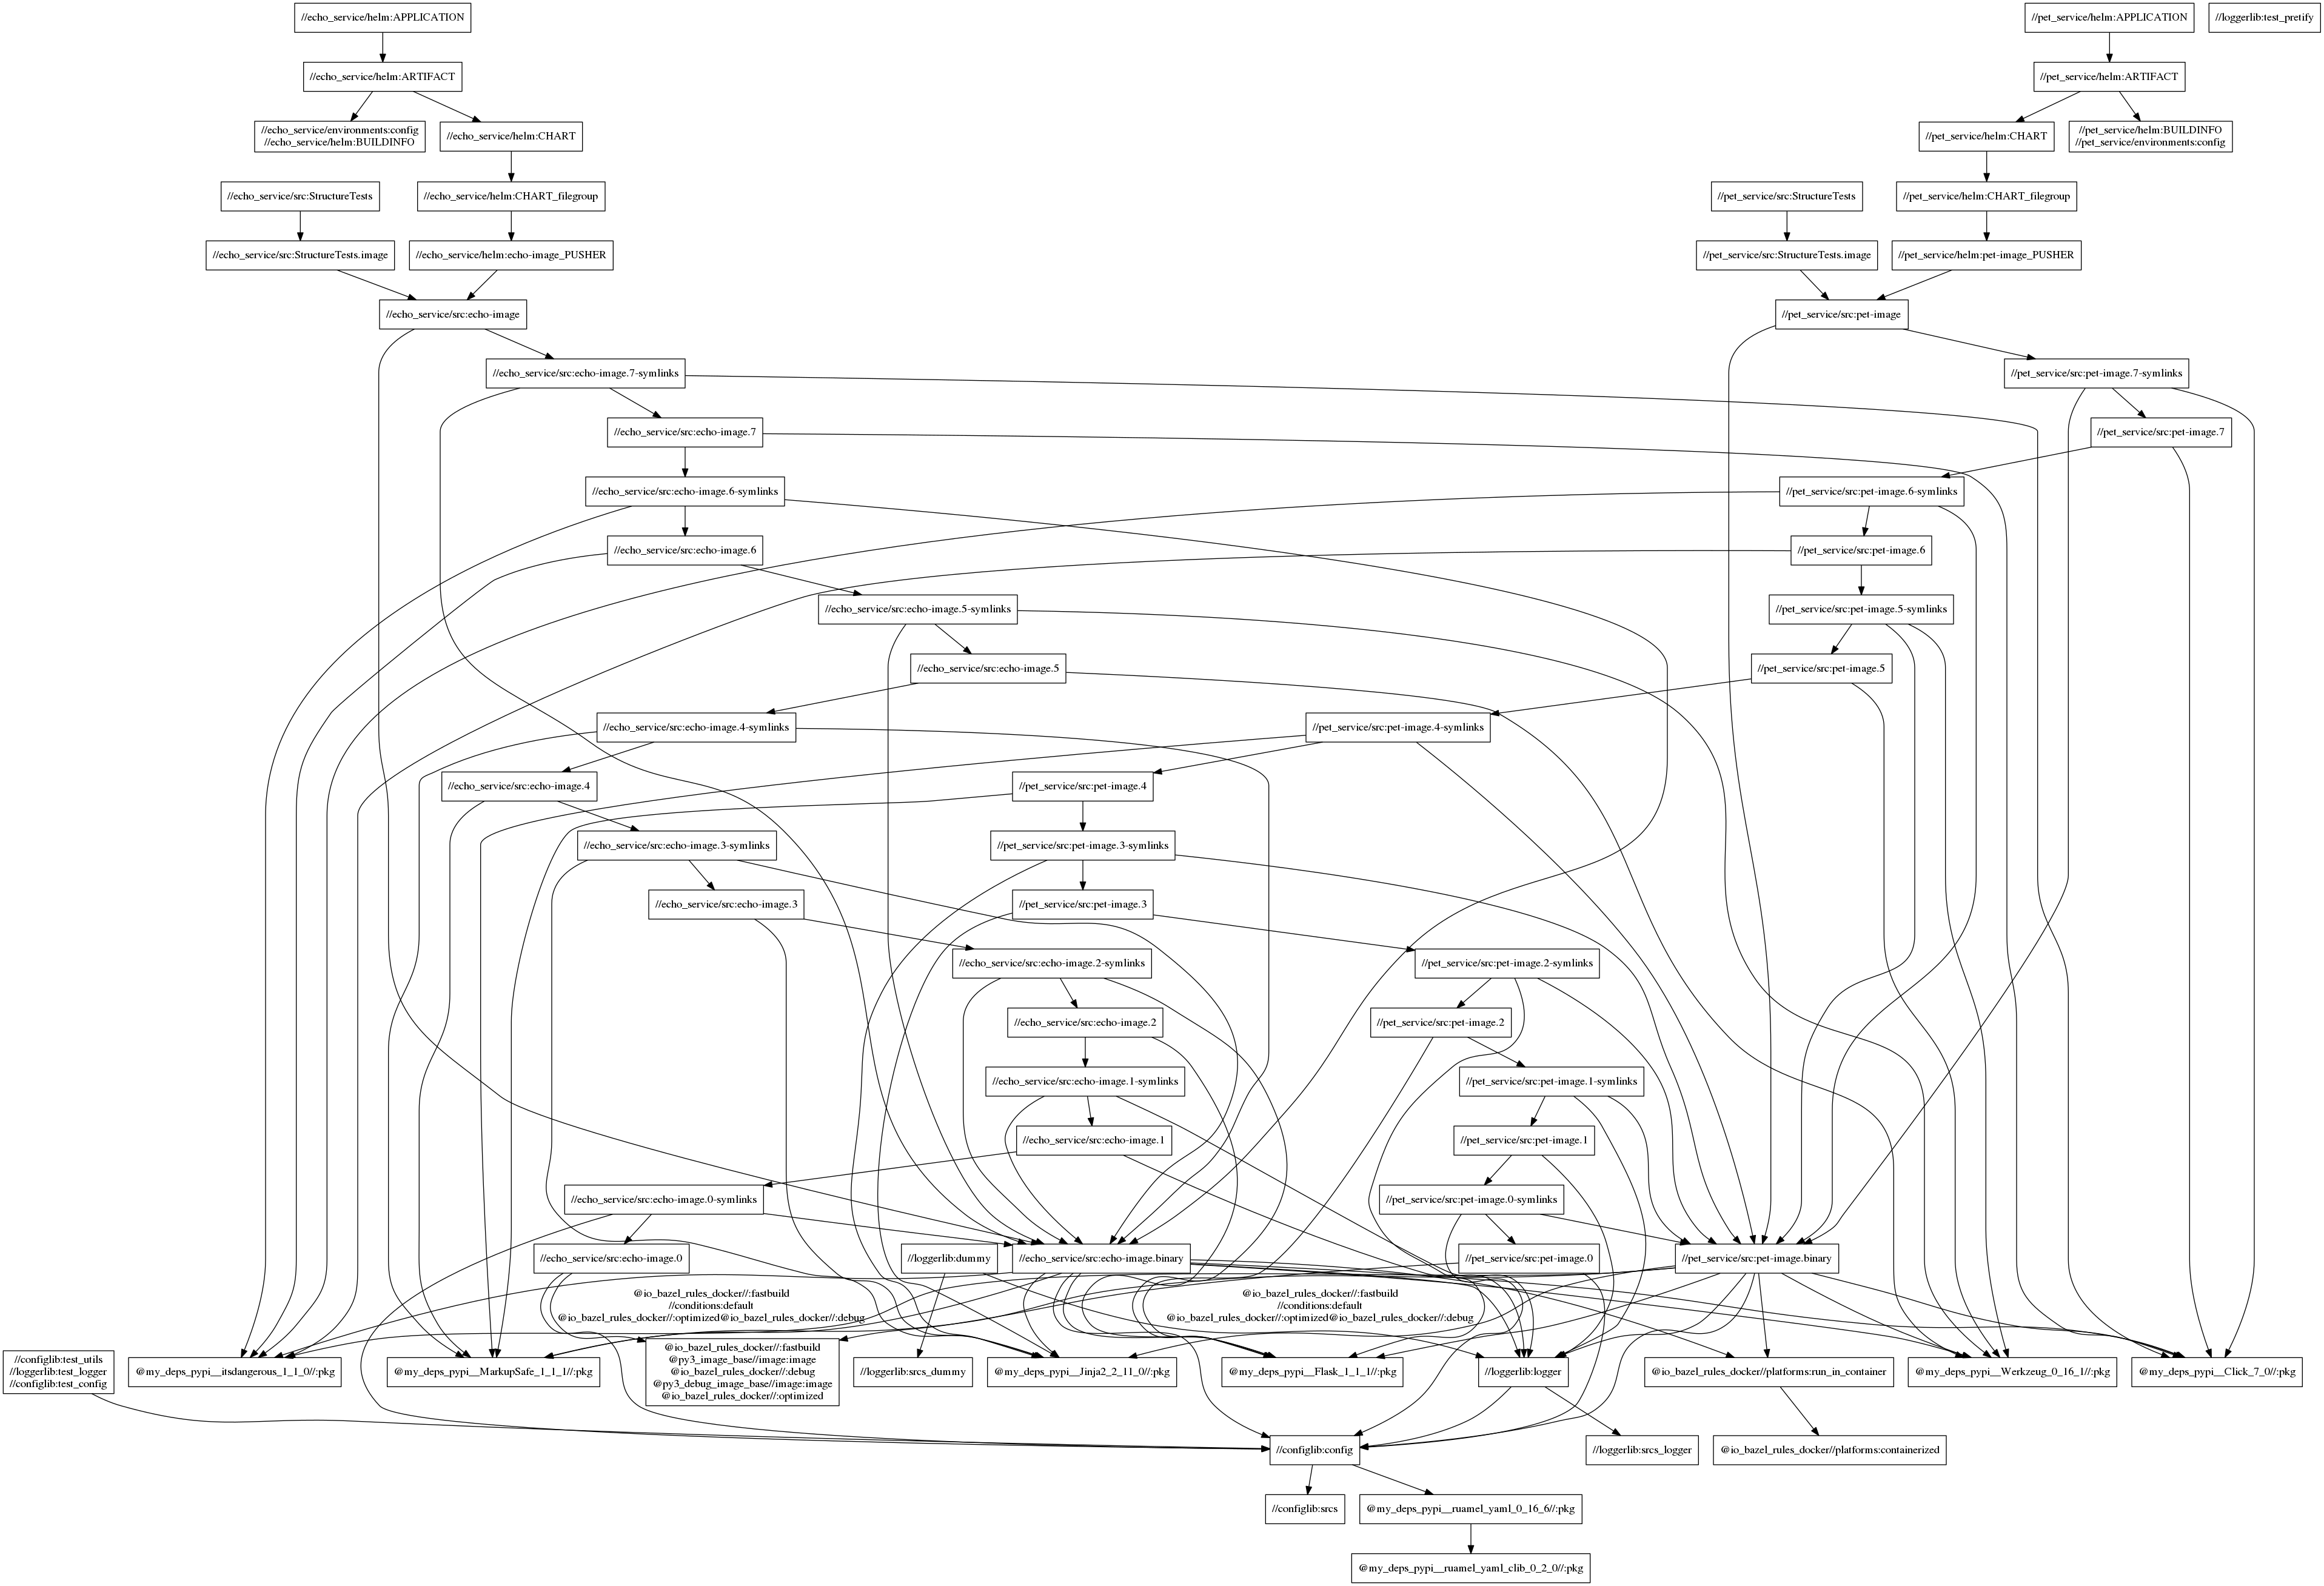 //echo_service/helm:APPLICATION
//pet_service/helm:APPLICATION
//loggerlib:test_pretify
//echo_service/helm:ARTIFACT
//pet_service/helm:ARTIFACT
//echo_service/environments:config
//echo_service/helm:BUILDINFO
//echo_service/helm:CHART
//pet_service/helm:CHART
//pet_service/helm:BUILDINFO
//pet_service/environments:config
//echo_service/src:StructureTests
//echo_service/helm:CHART_filegroup
//pet_service/src:StructureTests
//pet_service/helm:CHART_filegroup
//echo_service/src:StructureTests.image
//echo_service/helm:echo-image_PUSHER
//pet_service/src:StructureTests.image
//pet_service/helm:pet-image_PUSHER
//echo_service/src:echo-image
//pet_service/src:pet-image
//echo_service/src:echo-image.7-symlinks
//pet_service/src:pet-image.7-symlinks
//echo_service/src:echo-image.7
//pet_service/src:pet-image.7
//echo_service/src:echo-image.6-symlinks
//pet_service/src:pet-image.6-symlinks
//echo_service/src:echo-image.6
//pet_service/src:pet-image.6
//echo_service/src:echo-image.5-symlinks
//pet_service/src:pet-image.5-symlinks
//echo_service/src:echo-image.5
//pet_service/src:pet-image.5
//echo_service/src:echo-image.4-symlinks
//pet_service/src:pet-image.4-symlinks
//echo_service/src:echo-image.4
//pet_service/src:pet-image.4
//echo_service/src:echo-image.3-symlinks
//pet_service/src:pet-image.3-symlinks
//echo_service/src:echo-image.3
//pet_service/src:pet-image.3
//echo_service/src:echo-image.2-symlinks
//pet_service/src:pet-image.2-symlinks
//echo_service/src:echo-image.2
//pet_service/src:pet-image.2
//echo_service/src:echo-image.1-symlinks
//pet_service/src:pet-image.1-symlinks
//echo_service/src:echo-image.1
//pet_service/src:pet-image.1
//echo_service/src:echo-image.0-symlinks
//pet_service/src:pet-image.0-symlinks
//echo_service/src:echo-image.0
//loggerlib:dummy
//echo_service/src:echo-image.binary
//pet_service/src:pet-image.0
//pet_service/src:pet-image.binary
@io_bazel_rules_docker//:fastbuild
//conditions:default
@io_bazel_rules_docker//:optimized@io_bazel_rules_docker//:debug
@io_bazel_rules_docker//:fastbuild
//conditions:default
@io_bazel_rules_docker//:optimized@io_bazel_rules_docker//:debug
//configlib:test_utils
//loggerlib:test_logger
//configlib:test_config
@my_deps_pypi__itsdangerous_1_1_0//:pkg
@my_deps_pypi__MarkupSafe_1_1_1//:pkg
@io_bazel_rules_docker//:fastbuild
@py3_image_base//image:image
@io_bazel_rules_docker//:debug
@py3_debug_image_base//image:image
@io_bazel_rules_docker//:optimized
//loggerlib:srcs_dummy
@my_deps_pypi__Jinja2_2_11_0//:pkg
@my_deps_pypi__Flask_1_1_1//:pkg
//loggerlib:logger
@io_bazel_rules_docker//platforms:run_in_container
@my_deps_pypi__Werkzeug_0_16_1//:pkg
@my_deps_pypi__Click_7_0//:pkg
//configlib:config
//loggerlib:srcs_logger
@io_bazel_rules_docker//platforms:containerized
//configlib:srcs
@my_deps_pypi__ruamel_yaml_0_16_6//:pkg
@my_deps_pypi__ruamel_yaml_clib_0_2_0//:pkg